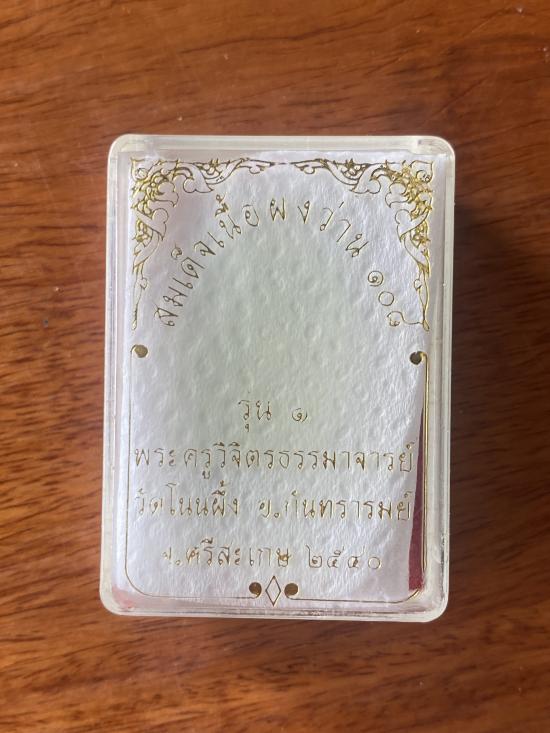 สมเด็จเนื้อผงว่าน ๑๐๘
รุ่น ๑
พระครูวิจิตรธรรมาจารย์
วัดโนนผึ้ง อ.กันทรารมย์
จ.ศรีสะเกษ ๒๕๔๐